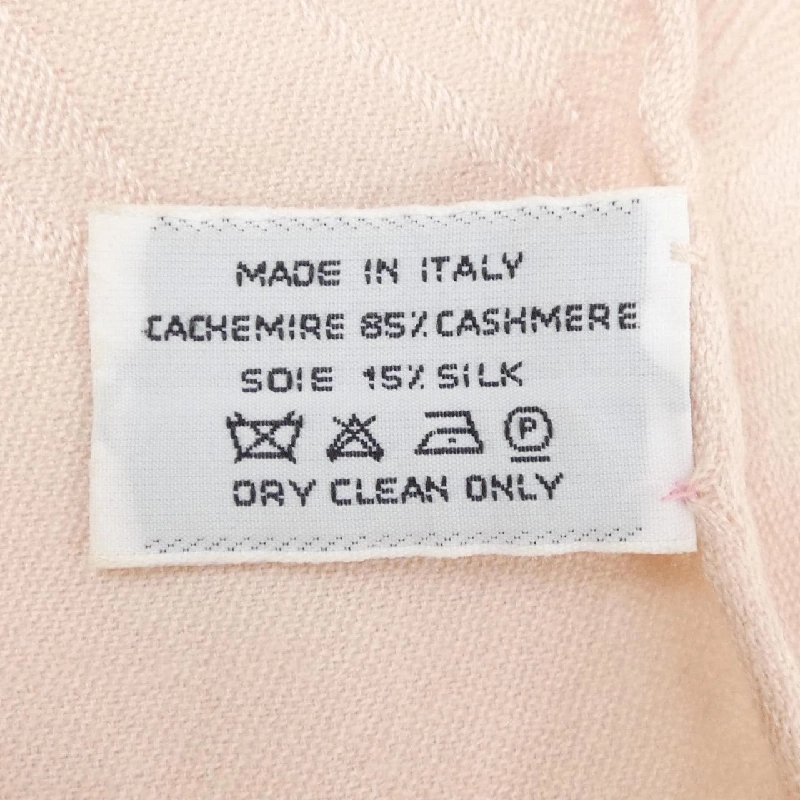 MADE IN ITALY
CACHEMIRE 85% CASHMERE
SOIE 15% SILK
P
DRY CLEAN ONLY